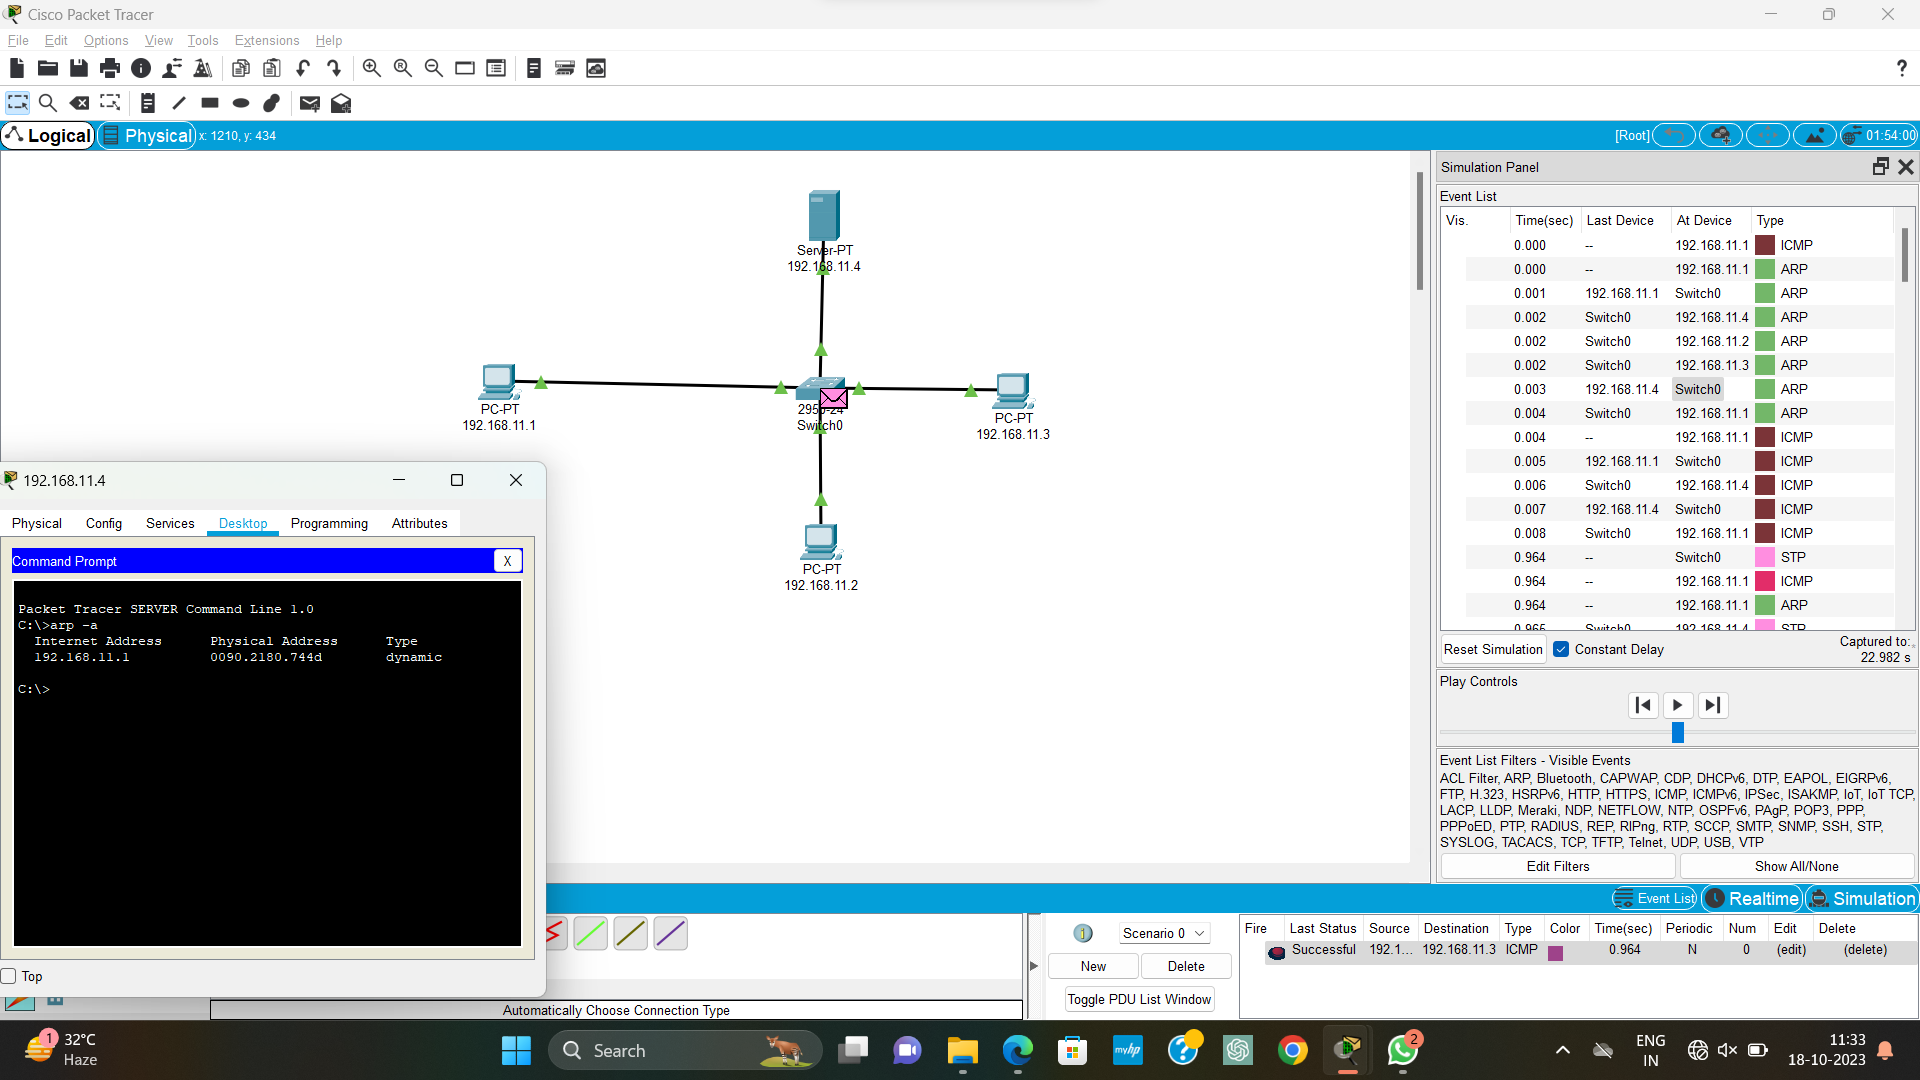 Cisco Packet Tracer
File Edit Options View Tools Extensions Help
?
Logical Physical x: 1210, y: 434 [Root] 01:54:00
Server-PT
192.168.11.4
PC-PT
192.168.11.1
2950-24
Switch0
PC-PT
192.168.11.3
PC-PT
192.168.11.2
192.168.11.4
Physical Config Services Desktop Programming Attributes
Command Prompt X
Packet Tracer SERVER Command Line 1.0
C:\>arp -a
Internet Address Physical Address Type
192.168.11.1 0090.2180.744d dynamic
C:\>
Top
Simulation Panel
Event List
Vis. Time(sec) Last Device At Device Type
0.000 -- 192.168.11.1 ICMP
0.000 -- 192.168.11.1 ARP
0.001 192.168.11.1 Switch0 ARP
0.002 Switch0 192.168.11.4 ARP
0.002 Switch0 192.168.11.2 ARP
0.002 Switch0 192.168.11.3 ARP
0.003 192.168.11.4 Switch0 ARP
0.004 Switch0 192.168.11.1 ARP
0.004 -- 192.168.11.1 ICMP
0.005 192.168.11.1 Switch0 ICMP
0.006 Switch0 192.168.11.4 ICMP
0.007 192.168.11.4 Switch0 ICMP
0.008 Switch0 192.168.11.1 ICMP
0.964 -- Switch0 STP
0.964 -- 192.168.11.1 ICMP
0.964 -- 192.168.11.1 ARP
0.965 Switch0 192.168.11.4 STP
Reset Simulation Constant Delay Captured to:
22.982 s
Play Controls
Event List Filters - Visible Events
ACL Filter, ARP, Bluetooth, CAPWAP, CDP, DHCPv6, DTP, EAPOL, EIGRPv6,
FTP, H.323, HSRPv6, HTTP, HTTPS, ICMP, ICMPv6, IPSec, ISAKMP, IoT, IoT TCP,
LACP, LLDP, Meraki, NDP, NETFLOW, NTP, OSPFv6, PAgP, POP3, PPP,
PPPoED, PTP, RADIUS, REP, RIPng, RTP, SCCP, SMTP, SNMP, SSH, STP,
SYSLOG, TACACS, TCP, TFTP, Telnet, UDP, USB, VTP
Edit Filters Show All/None
Event List Realtime Simulation
Scenario 0
New Delete
Toggle PDU List Window
Fire Last Status Source Destination Type Color Time(sec) Periodic Num Edit Delete
Successful 192.1... 192.168.11.3 ICMP 0.964 N 0 (edit) (delete)
Automatically Choose Connection Type
1 32°C
Haze
Search
myhp
2
ENG
IN
11:33
18-10-2023